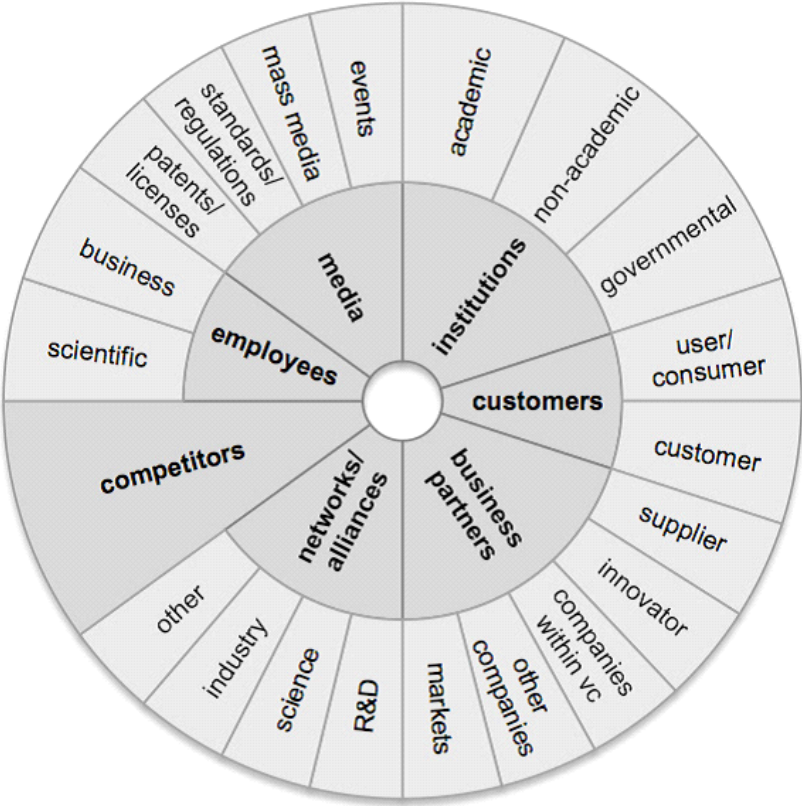 academic
non-academic
governmental
user/
consumer
customer
supplier
innovator
companies
within vc
other
companies
markets
R&D
science
industry
other
competitors
scientific
business
patents/
licenses
standards/
regulations
mass media
events
institutions
customers
business
partners
networks/
alliances
employees
media